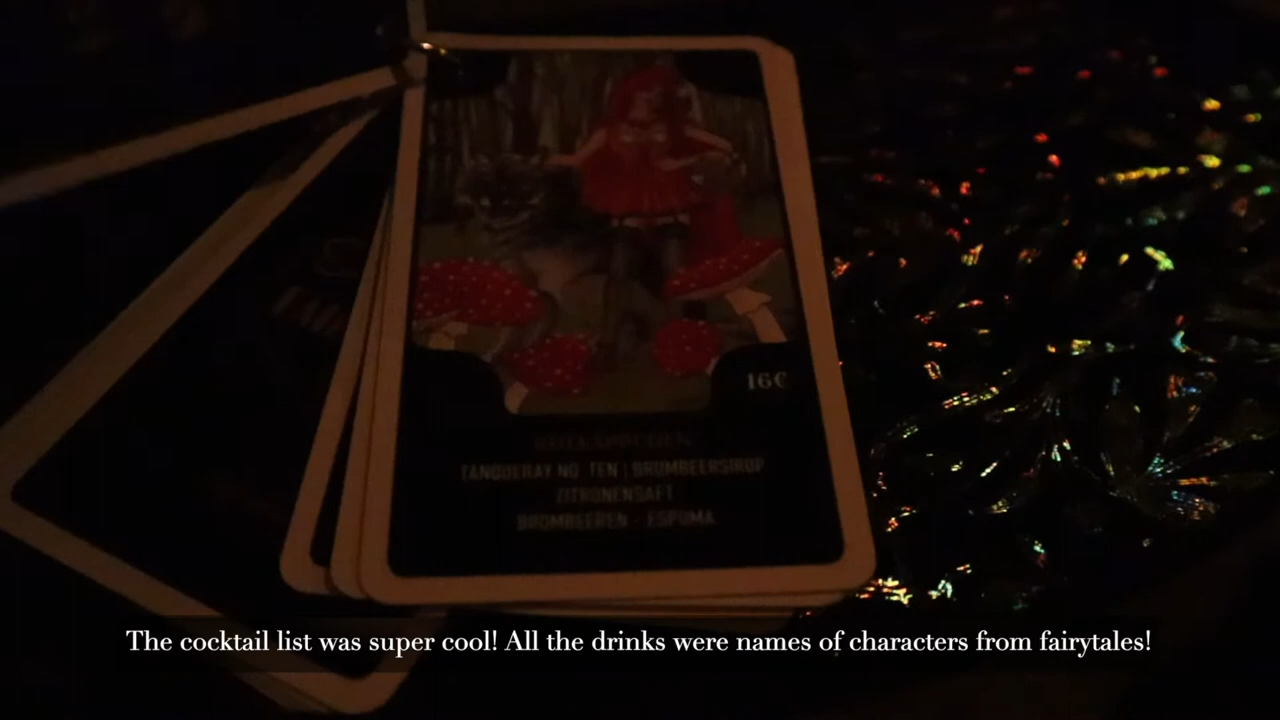 16€
TANQUERAY NO. TEN | BROMBEERSIRUP
ZITRONENSAFT
BROMBEEREN - ESPUMA
The cocktail list was super cool! All the drinks were names of characters from fairytales!